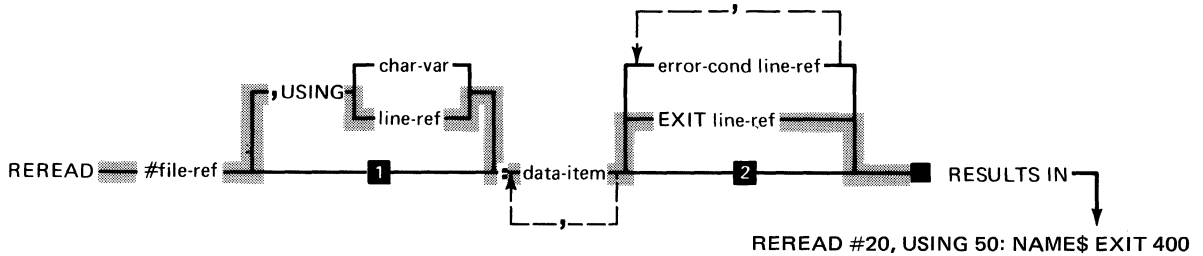 ,
char-var
error-cond line-ref
,USING
line-ref
EXIT line-ref
REREAD #file-ref 1 : data-item 2 RESULTS IN
,
REREAD #20, USING 50: NAME$ EXIT 400